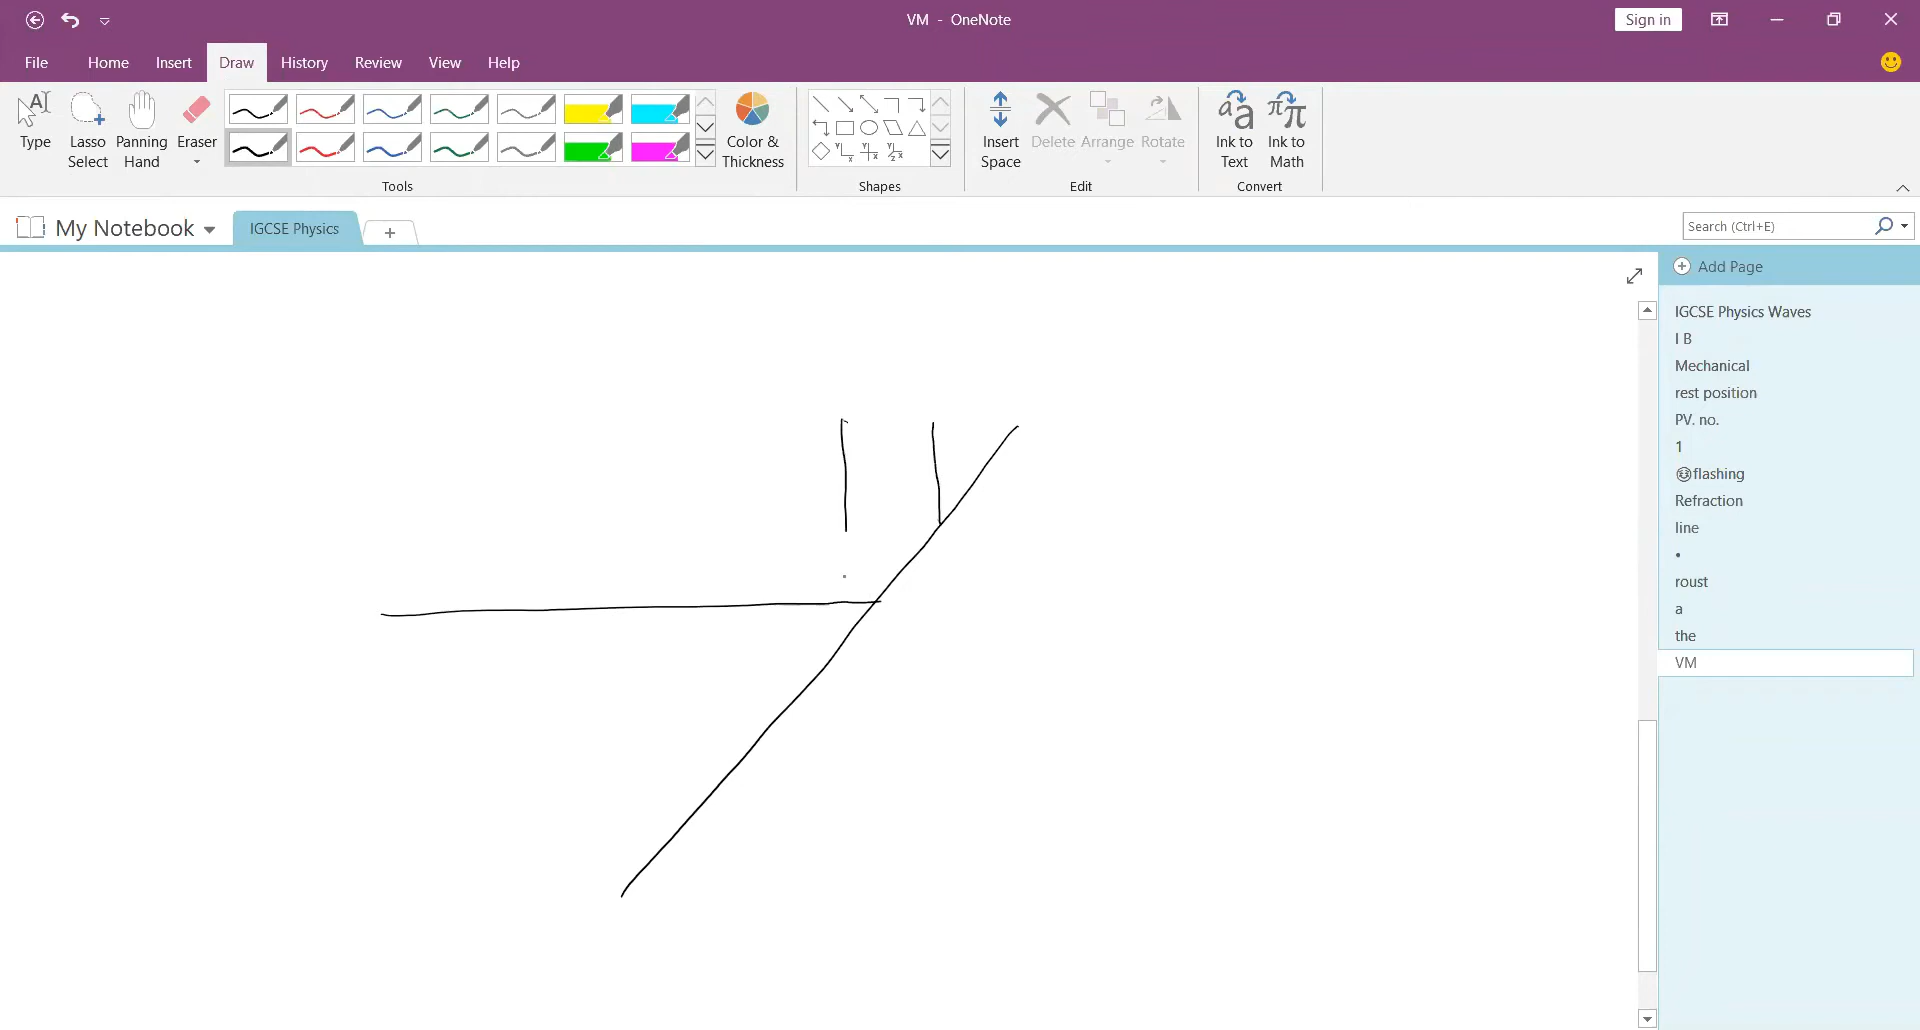 VM - OneNote
Sign in
File Home Insert Draw History Review View Help
Type
Lasso Select
Panning Hand
Eraser
Color & Thickness
Insert Space
Delete
Arrange
Rotate
Ink to Text
Ink to Math
Tools
Shapes
Edit
Convert
My Notebook
IGCSE Physics
Search (Ctrl+E)
Add Page
IGCSE Physics Waves
I B
Mechanical
rest position
PV. no.
1
flashing
Refraction
line
•
roust
a
the
VM